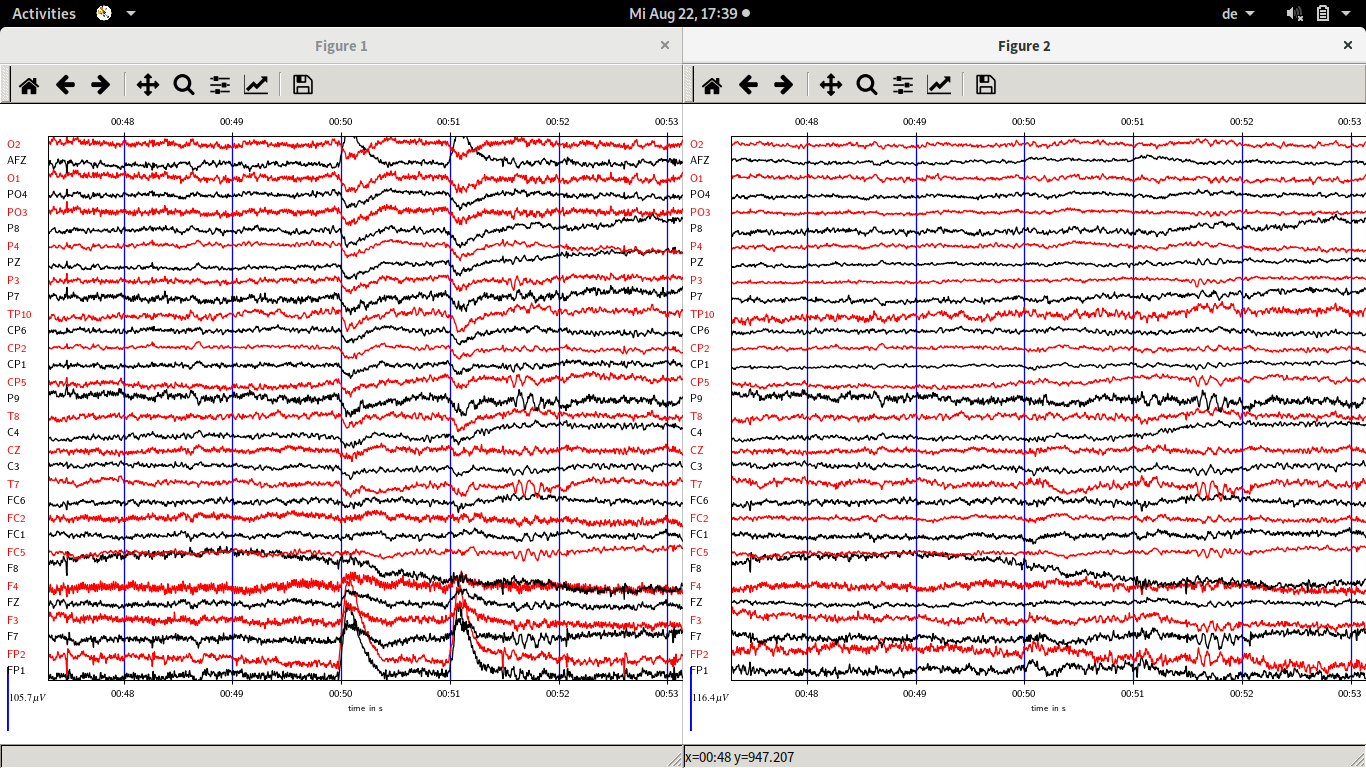 Activities
Mi Aug 22, 17:39
de
Figure 1
Figure 2
00:48 00:49 00:50 00:51 00:52 00:53
O2
AFZ
O1
PO4
PO3
P8
P4
PZ
P3
P7
TP10
CP6
CP2
CP1
CP5
P9
T8
C4
CZ
C3
T7
FC6
FC2
FC1
FC5
F8
F4
FZ
F3
F7
FP2
FP1
105.7 µV
00:48 00:49 00:50 00:51 00:52 00:53
time in s
00:48 00:49 00:50 00:51 00:52 00:53
O2
AFZ
O1
PO4
PO3
P8
P4
PZ
P3
P7
TP10
CP6
CP2
CP1
CP5
P9
T8
C4
CZ
C3
T7
FC6
FC2
FC1
FC5
F8
F4
FZ
F3
F7
FP2
FP1
116.4 µV
00:48 00:49 00:50 00:51 00:52 00:53
time in s
x=00:48 y=947.207